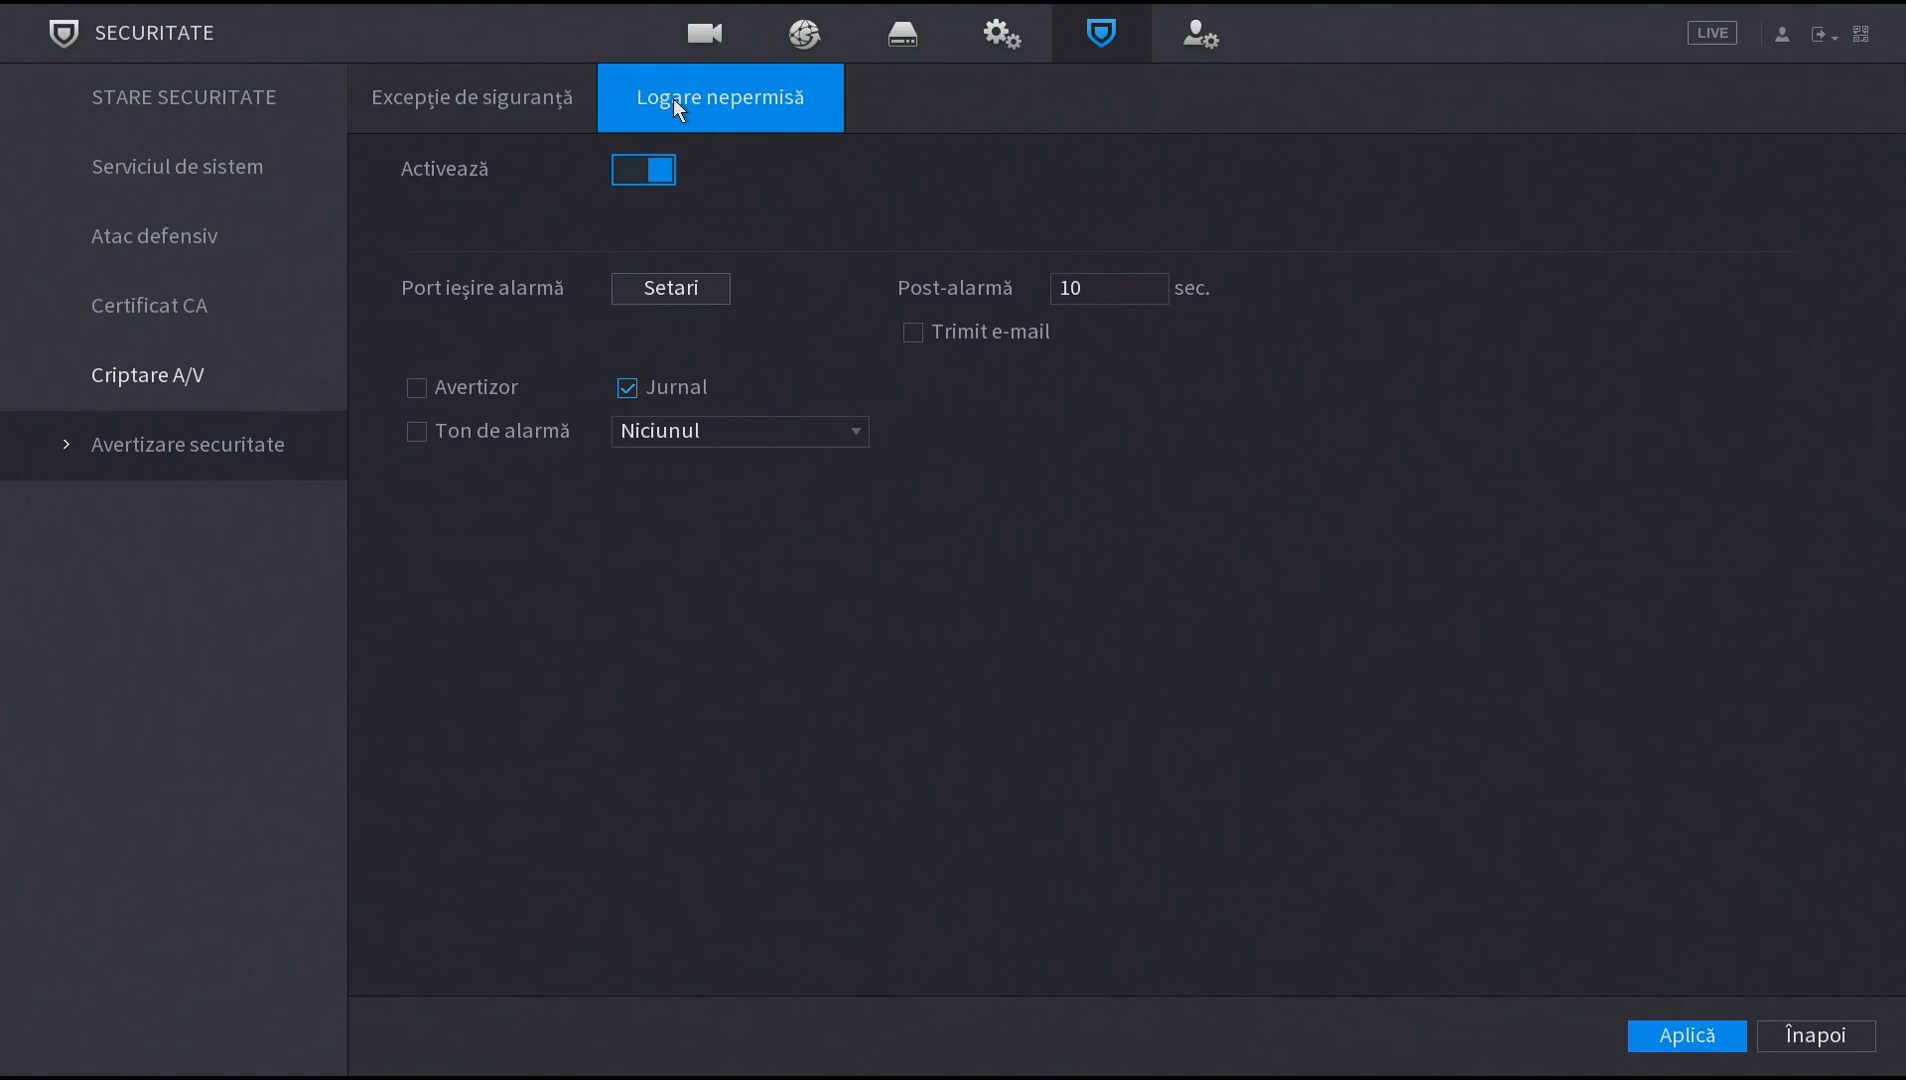 SECURITATE
LIVE
STARE SECURITATE
Serviciul de sistem
Atac defensiv
Certificat CA
Criptare A/V
Avertizare securitate
Excepție de siguranță
Logare nepermisă
Activează
Port ieșire alarmă Setari Post-alarmă 10 sec.
Trimit e-mail
Avertizor Jurnal
Ton de alarmă Niciunul
Aplică Înapoi